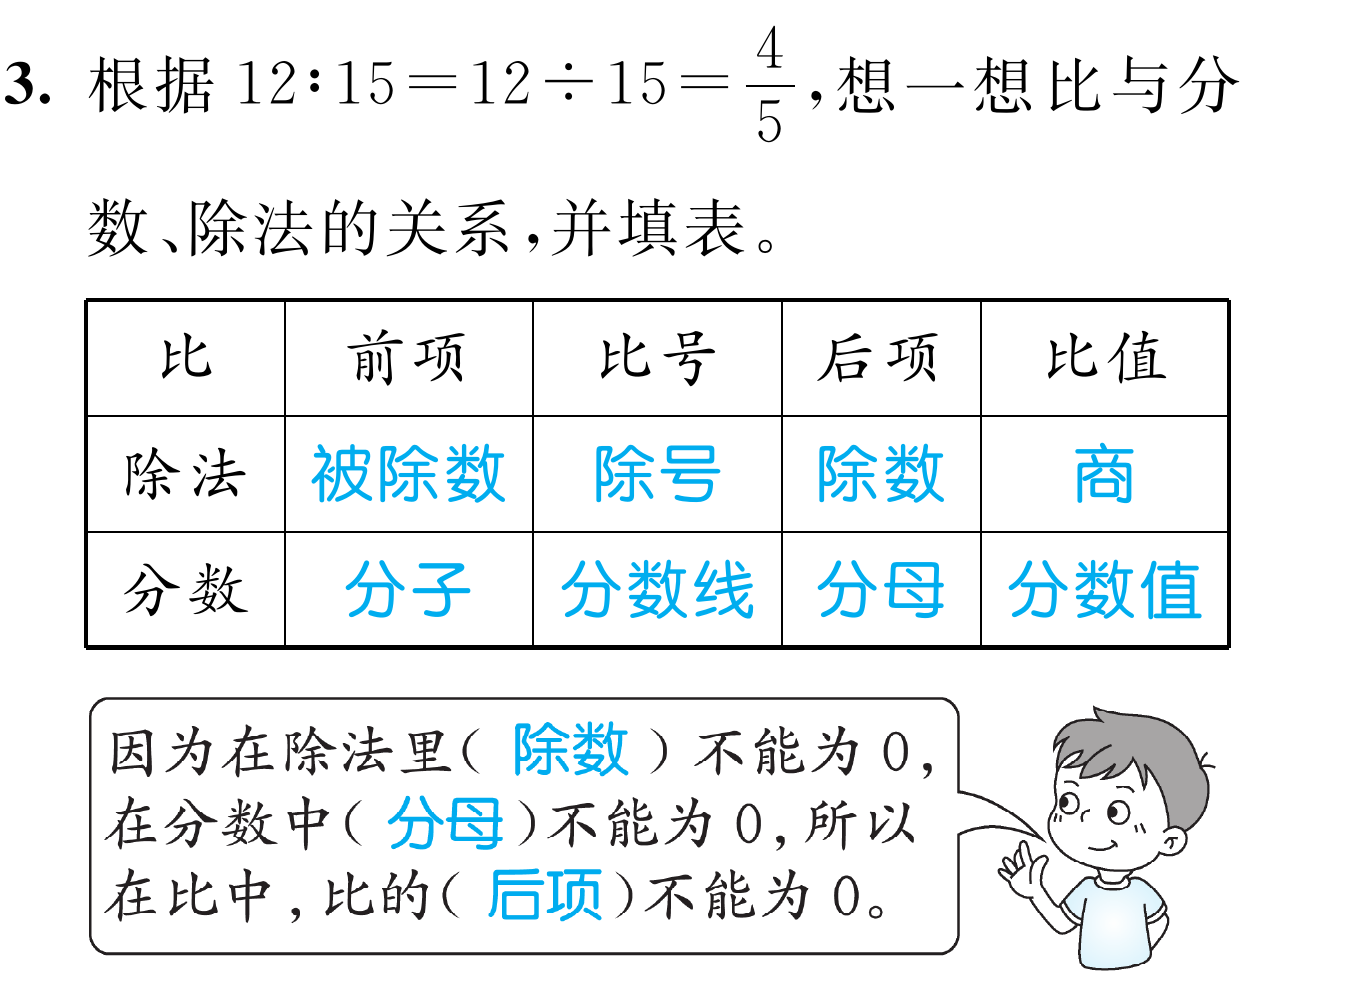 3. 根据 12∶15=12÷15=4/5,想一想比与分
数、除法的关系,并填表。
比 前项 比号 后项 比值
除法 被除数 除号 除数 商
分数 分子 分数线 分母 分数值
因为在除法里( 除数 )不能为 0,
在分数中( 分母 )不能为 0,所以
在比中,比的( 后项 )不能为 0。